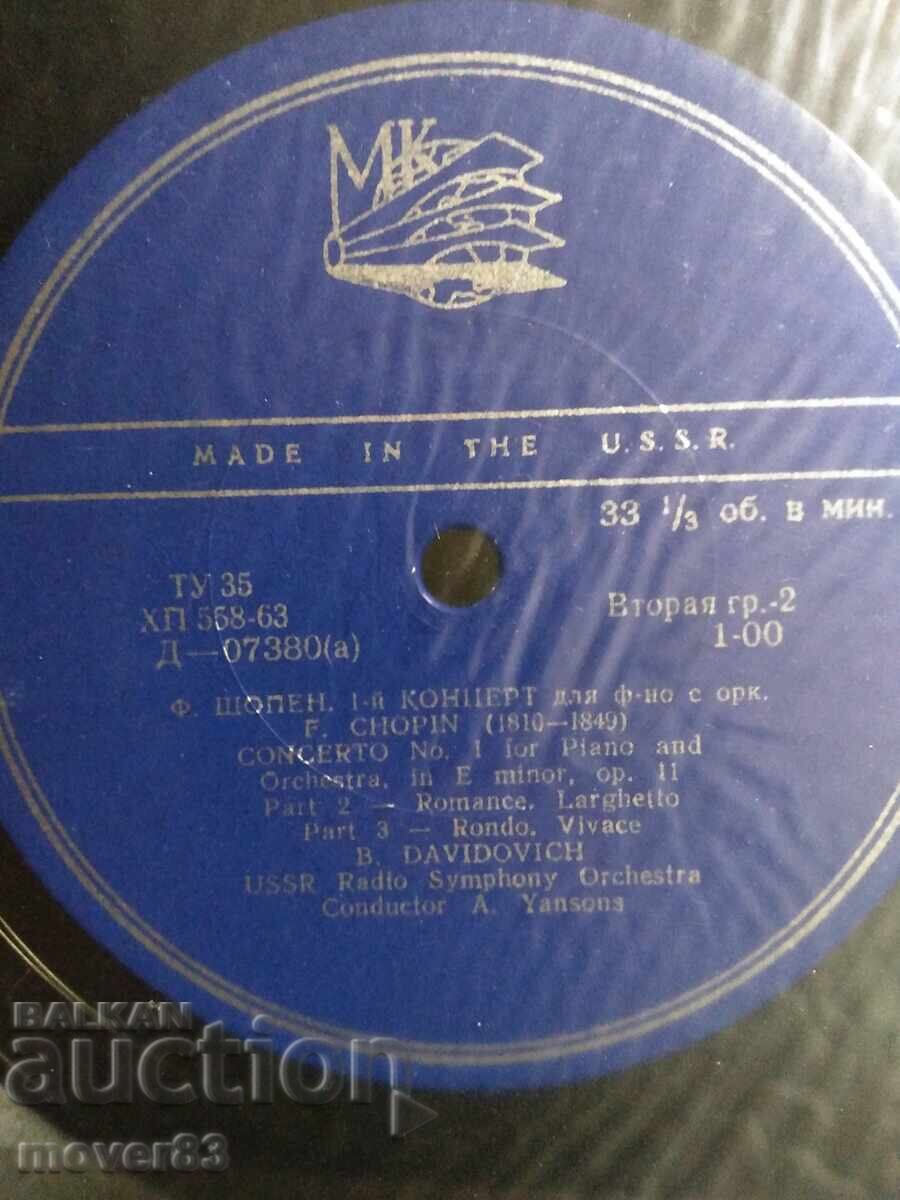 МК
MADE IN THE U.S.S.R.
33 1/3 об. в мин.
ТУ 35
ХП 558-63
Д—07380(а)
Вторая гр.-2
1-00
Ф. ШОПЕН. 1-й КОНЦЕРТ для ф-но с орк.
F. CHOPIN (1810—1849)
CONCERTO No. 1 for Piano and
Orchestra, in E minor, op. 11
Part 2 — Romance. Larghetto
Part 3 — Rondo. Vivace
B. DAVIDOVICH
USSR Radio Symphony Orchestra
Conductor A. Yansons
BALKAN
auction
mover83